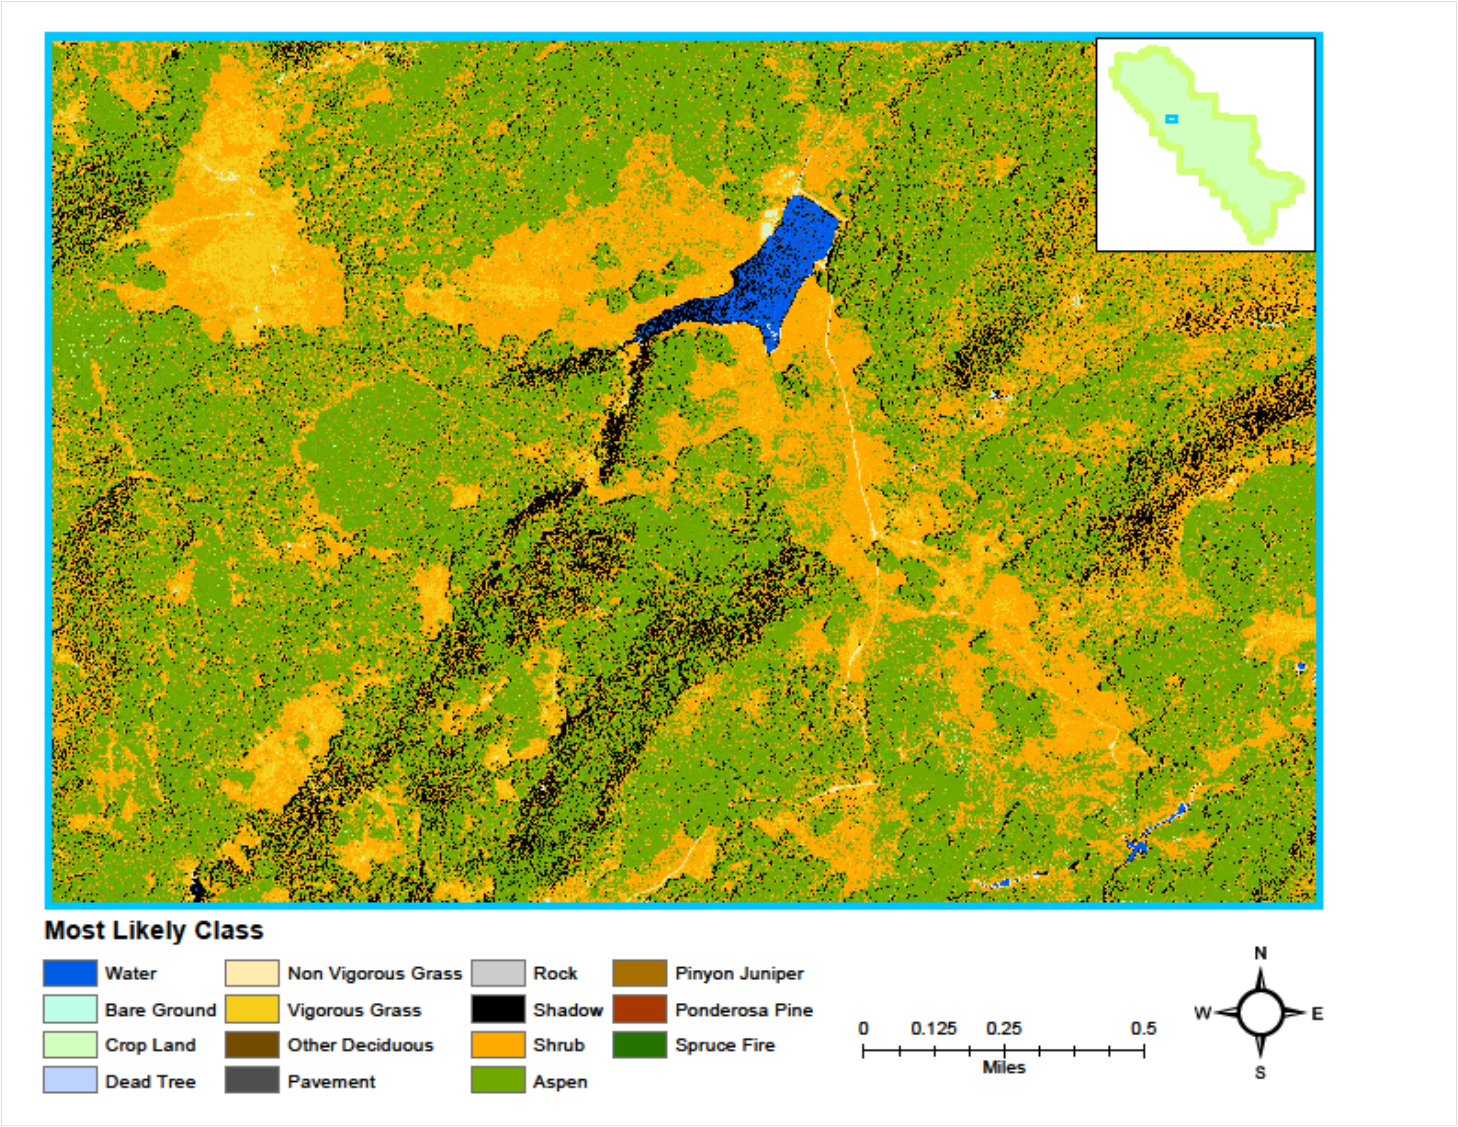 Most Likely Class
Water
Bare Ground
Crop Land
Dead Tree
Non Vigorous Grass
Vigorous Grass
Other Deciduous
Pavement
Rock
Shadow
Shrub
Aspen
Pinyon Juniper
Ponderosa Pine
Spruce Fire
0 0.125 0.25 0.5
Miles
N
W E
S